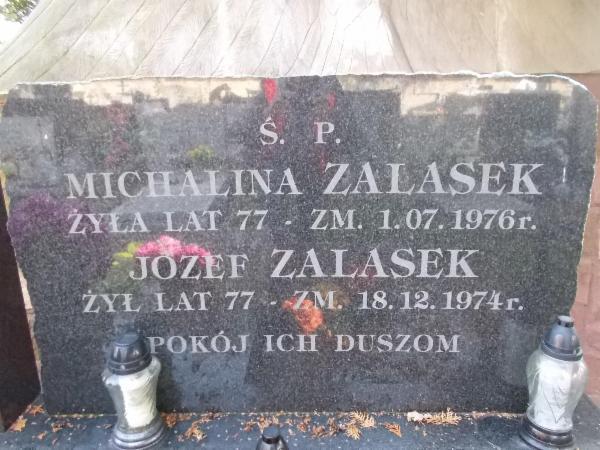 Ś. P.
MICHALINA ZALASEK
ŻYŁA LAT 77 - ZM. 1.07.1976r.
JÓZEF ZALASEK
ŻYŁ LAT 77 - ZM. 18.12.1974r.
POKÓJ ICH DUSZOM